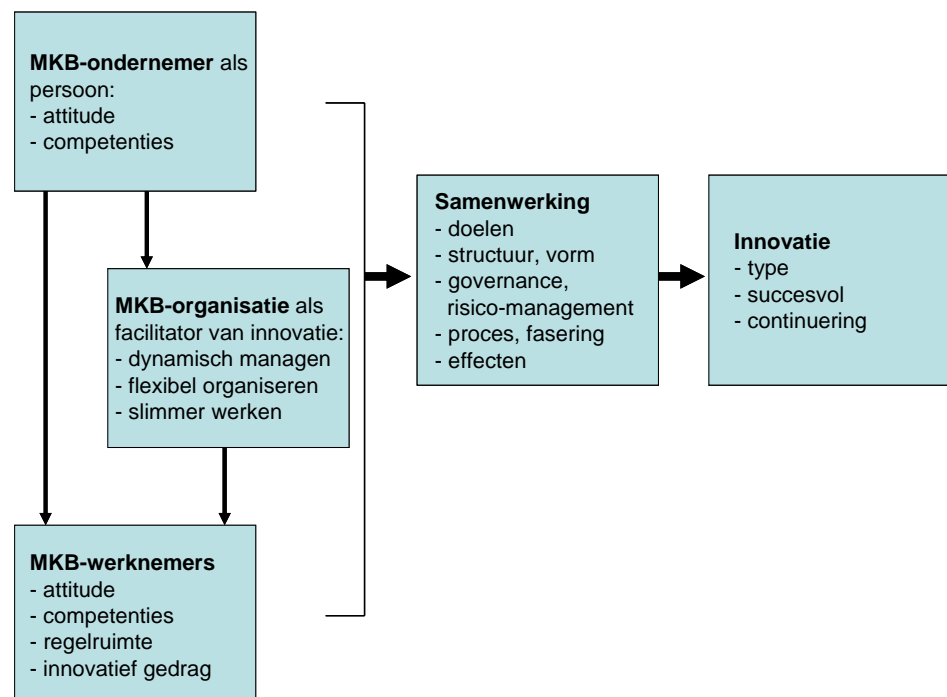 MKB-ondernemer als
persoon:
- attitude
- competenties
MKB-organisatie als
facilitator van innovatie:
- dynamisch managen
- flexibel organiseren
- slimmer werken
MKB-werknemers
- attitude
- competenties
- regelruimte
- innovatief gedrag
Samenwerking
- doelen
- structuur, vorm
- governance,
risico-management
- proces, fasering
- effecten
Innovatie
- type
- succesvol
- continuering